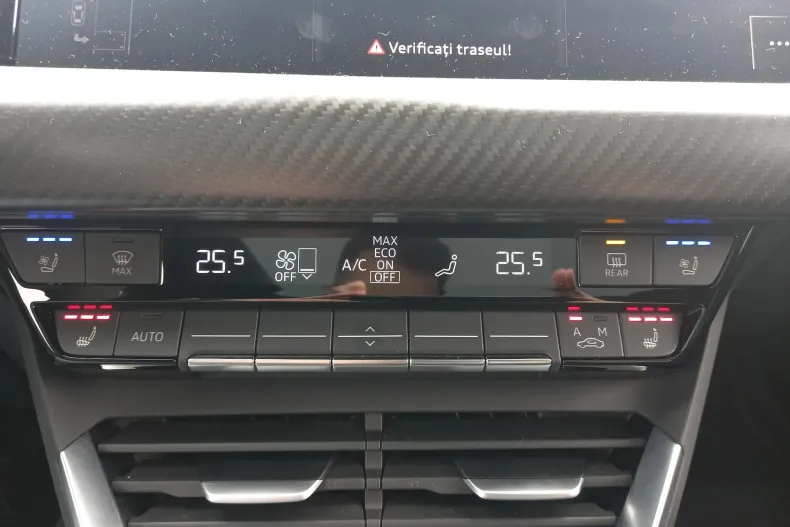 Verificați traseul!
MAX
25.5
OFF
A/C
MAX
ECO
ON
OFF
25.5
REAR
AUTO
A M